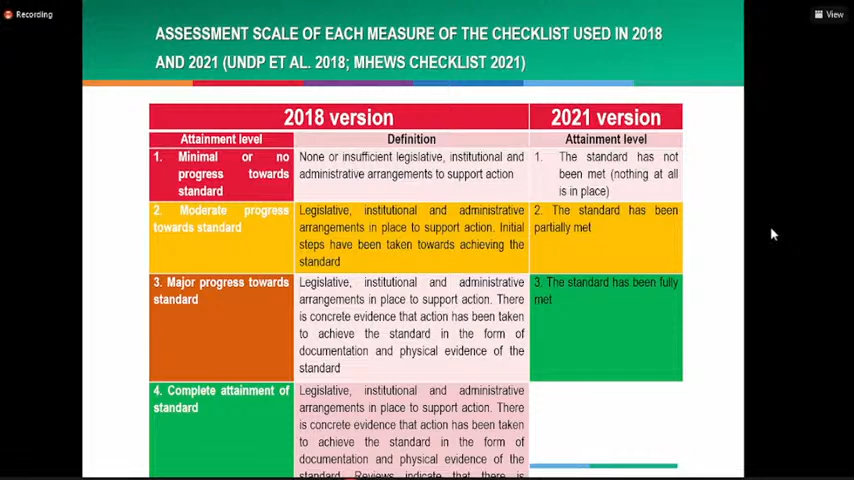 Recording
View
ASSESSMENT SCALE OF EACH MEASURE OF THE CHECKLIST USED IN 2018
AND 2021 (UNDP ET AL. 2018; MHEWS CHECKLIST 2021)
2018 version
2021 version
Attainment level
Definition
Attainment level
1. Minimal or no
progress towards
standard
None or insufficient legislative, institutional and
administrative arrangements to support action
1. The standard has not
been met (nothing at all
is in place)
2. Moderate progress
towards standard
Legislative, institutional and administrative
arrangements in place to support action. Initial
steps have been taken towards achieving the
standard
2. The standard has been
partially met
3. Major progress towards
standard
Legislative, institutional and administrative
arrangements in place to support action. There
is concrete evidence that action has been taken
to achieve the standard in the form of
documentation and physical evidence of the
standard
3. The standard has been fully
met
4. Complete attainment of
standard
Legislative, institutional and administrative
arrangements in place to support action. There
is concrete evidence that action has been taken
to achieve the standard in the form of
documentation and physical evidence of the
standard. Reviews indicate that there is